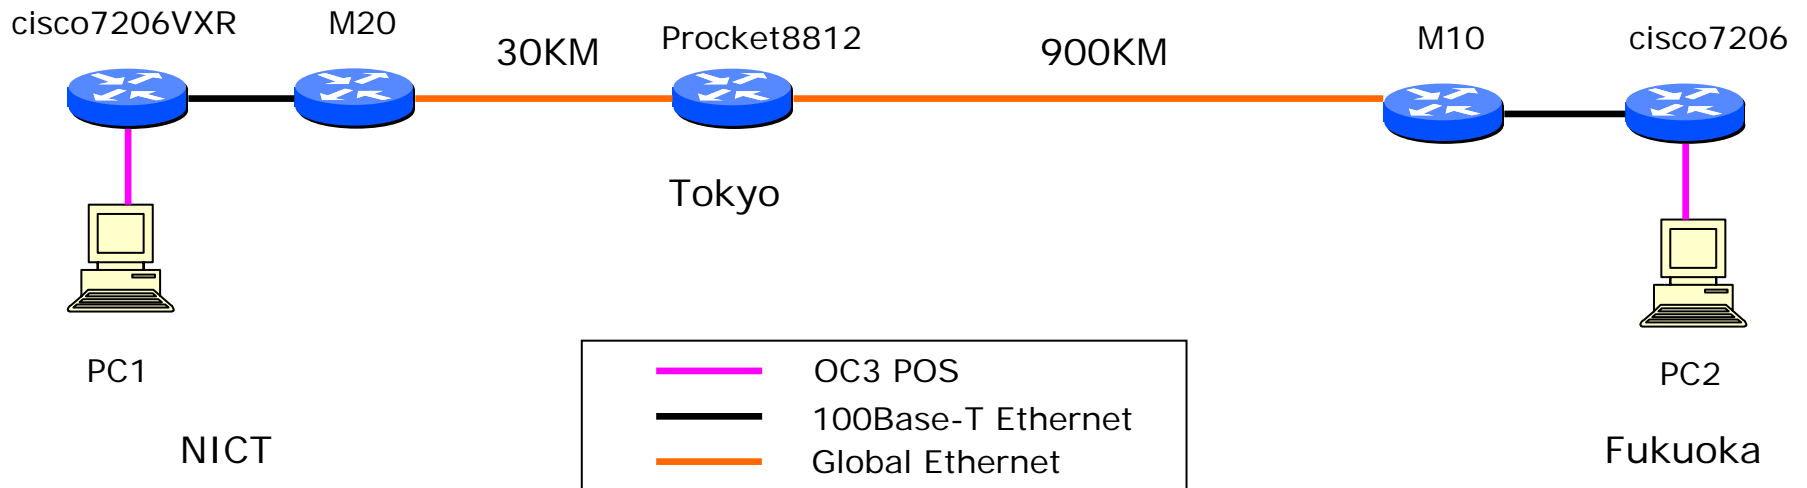 cisco7206VXR
M20
30KM
Procket8812
900KM
M10
cisco7206
Tokyo
PC1
PC2
OC3 POS
100Base-T Ethernet
Global Ethernet
NICT
Fukuoka